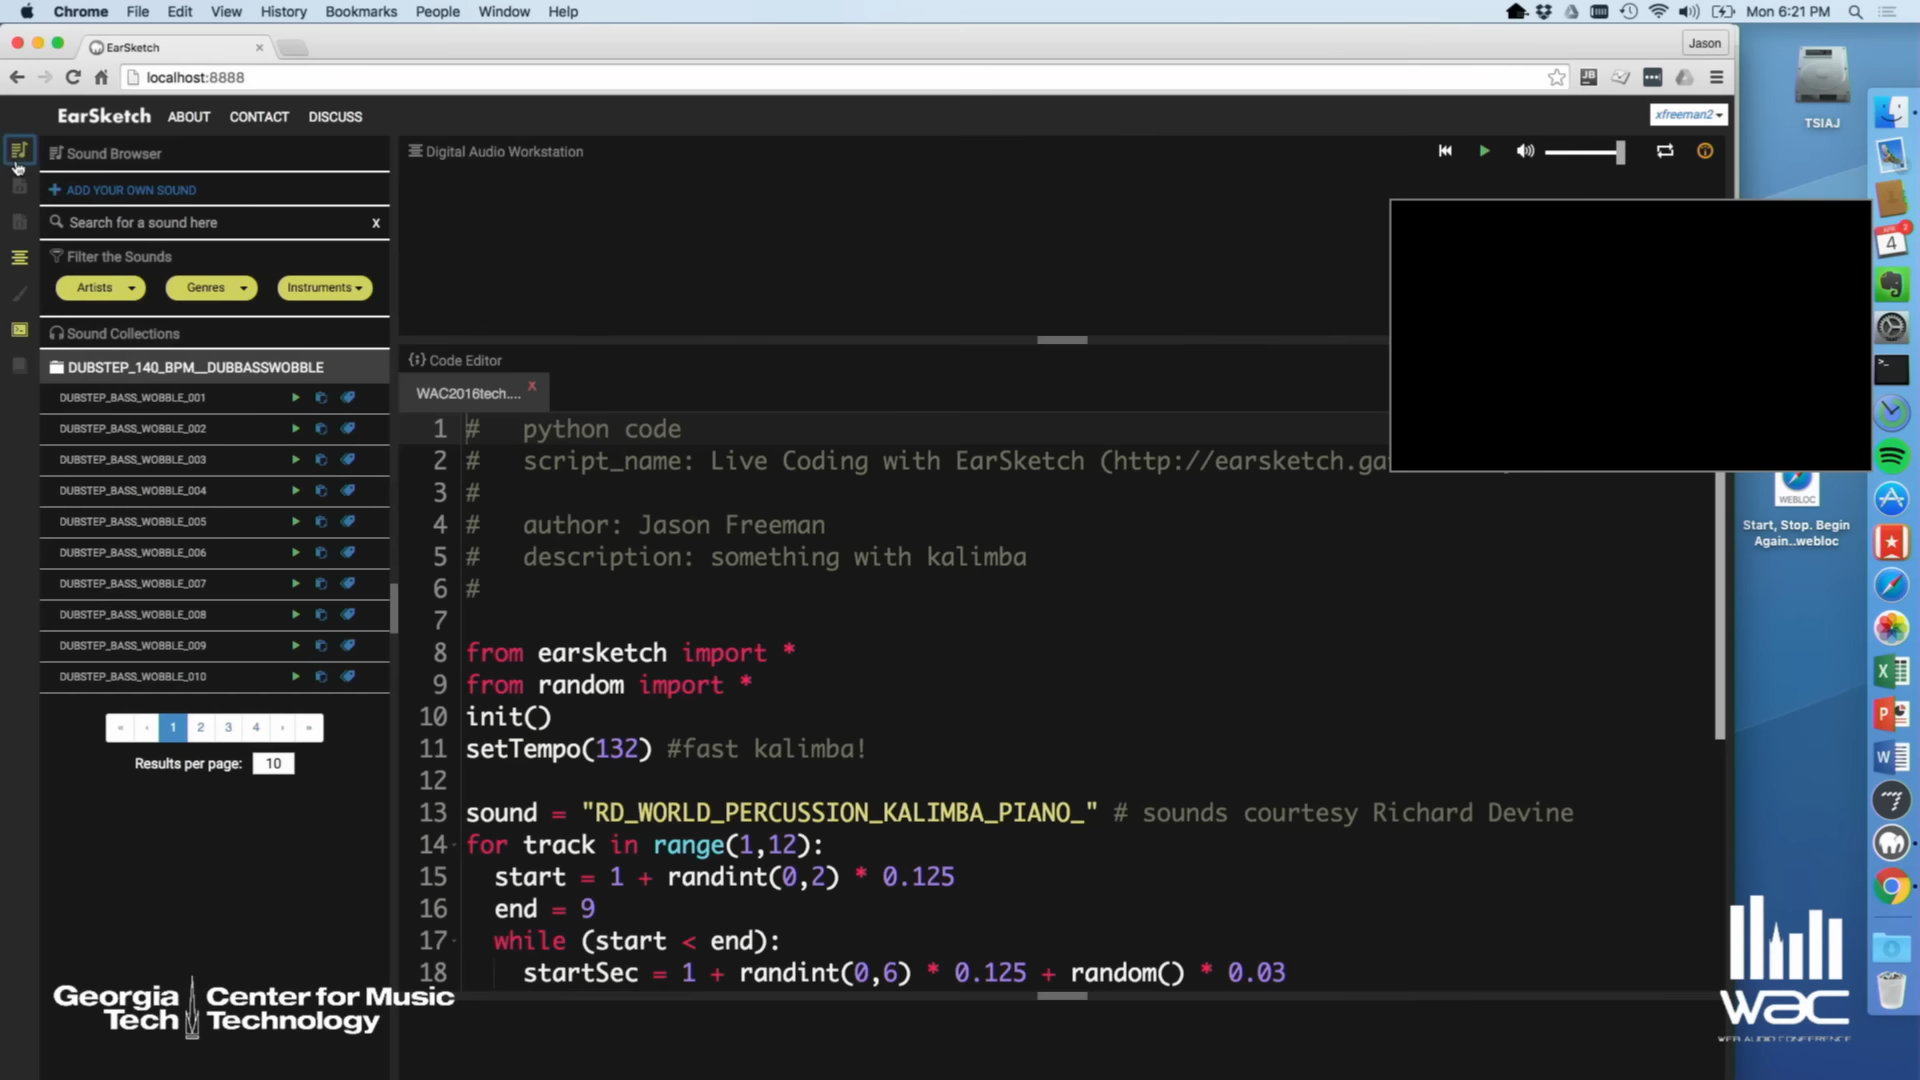 Chrome File Edit View History Bookmarks People Window Help
Mon 6:21 PM
EarSketch
Jason
localhost:8888
EarSketch ABOUT CONTACT DISCUSS
xfreeman2
Sound Browser
ADD YOUR OWN SOUND
Search for a sound here x
Filter the Sounds
Artists Genres Instruments
Sound Collections
DUBSTEP_140_BPM__DUBBASSWOBBLE
DUBSTEP_BASS_WOBBLE_001
DUBSTEP_BASS_WOBBLE_002
DUBSTEP_BASS_WOBBLE_003
DUBSTEP_BASS_WOBBLE_004
DUBSTEP_BASS_WOBBLE_005
DUBSTEP_BASS_WOBBLE_006
DUBSTEP_BASS_WOBBLE_007
DUBSTEP_BASS_WOBBLE_008
DUBSTEP_BASS_WOBBLE_009
DUBSTEP_BASS_WOBBLE_010
« ‹ 1 2 3 4 › »
Results per page: 10
Digital Audio Workstation
Code Editor
WAC2016tech.... x
1 # python code
2 # script_name: Live Coding with EarSketch (http://earsketch.ga
3 #
4 # author: Jason Freeman
5 # description: something with kalimba
6 #
7
8 from earsketch import *
9 from random import *
10 init()
11 setTempo(132) #fast kalimba!
12
13 sound = "RD_WORLD_PERCUSSION_KALIMBA_PIANO_" # sounds courtesy Richard Devine
14 for track in range(1,12):
15 start = 1 + randint(0,2) * 0.125
16 end = 9
17 while (start < end):
18 startSec = 1 + randint(0,6) * 0.125 + random() * 0.03
TSIAJ
WEBLOC
Start, Stop. Begin
Again..webloc
Georgia Tech
Center for Music
Technology
wac
WEB AUDIO CONFERENCE